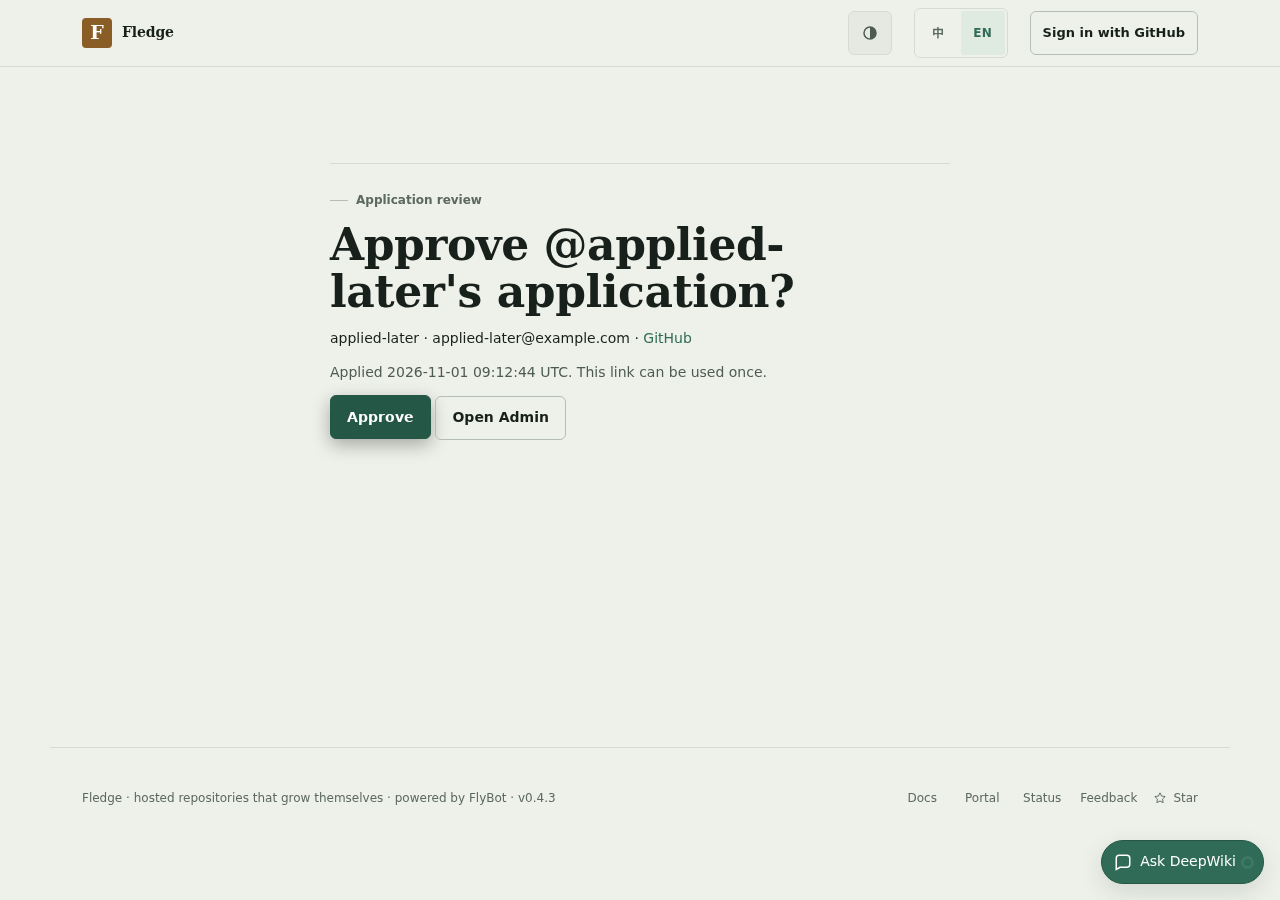 F Fledge
中 EN Sign in with GitHub
Application review
Approve @applied-
later's application?
applied-later · applied-later@example.com · GitHub
Applied 2026-11-01 09:12:44 UTC. This link can be used once.
Approve Open Admin
Fledge · hosted repositories that grow themselves · powered by FlyBot · v0.4.3
Docs Portal Status Feedback Star
Ask DeepWiki